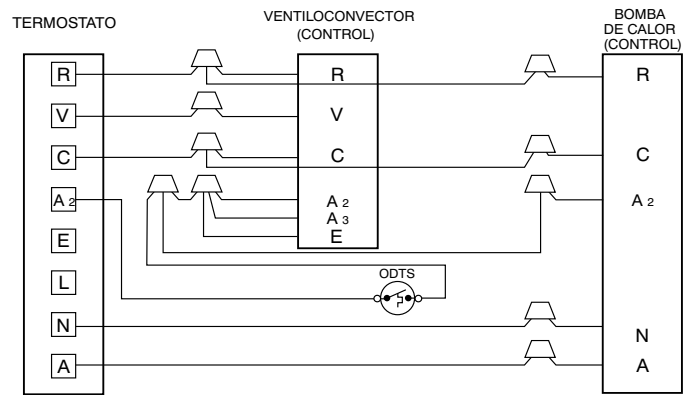 TERMOSTATO
R
V
C
A2
E
L
N
A
VENTILOCONVECTOR
(CONTROL)
R
V
C
A2
A3
E
ODTS
BOMBA
DE CALOR
(CONTROL)
R
C
A2
N
A